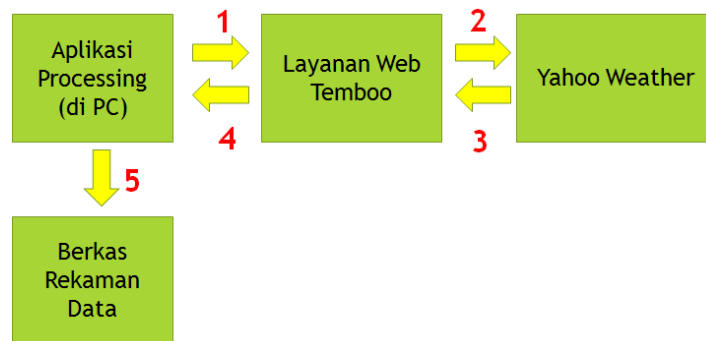 1
2
Aplikasi
Processing
(di PC)
Layanan Web
Temboo
Yahoo Weather
4
3
5
Berkas
Rekaman
Data